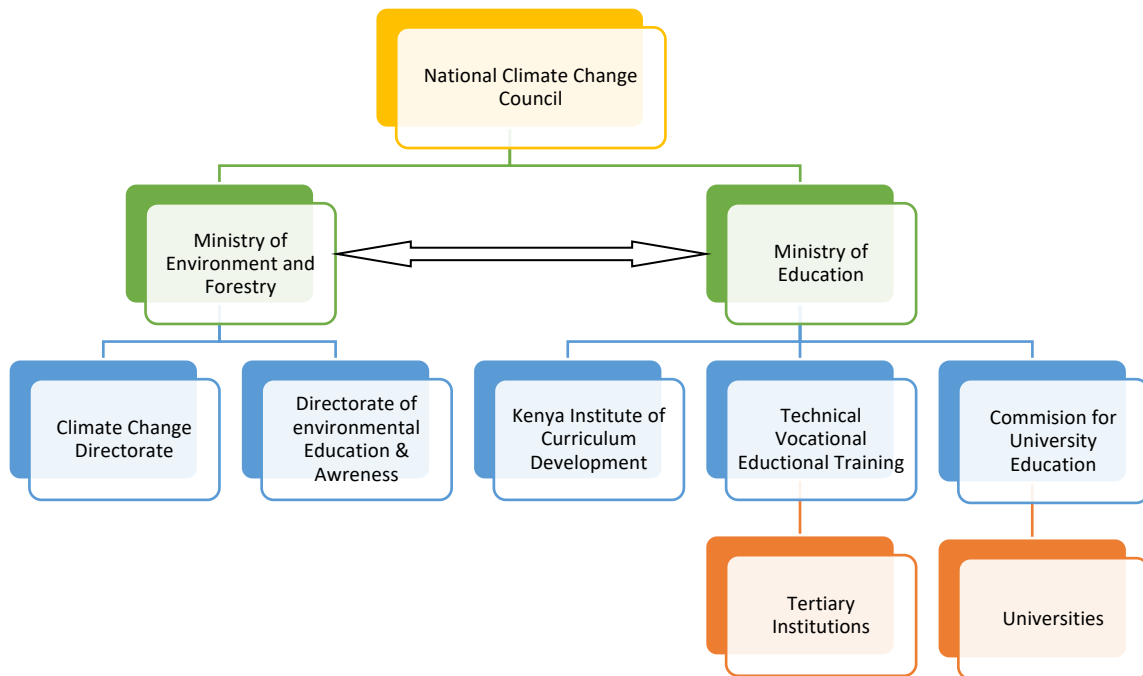 National Climate Change
Council
Ministry of
Environment and
Forestry
Ministry of
Education
Climate Change
Directorate
Directorate of
environmental
Education &
Awreness
Kenya Institute of
Curriculum
Development
Technical
Vocational
Eductional Training
Commision for
University
Education
Tertiary
Institutions
Universities